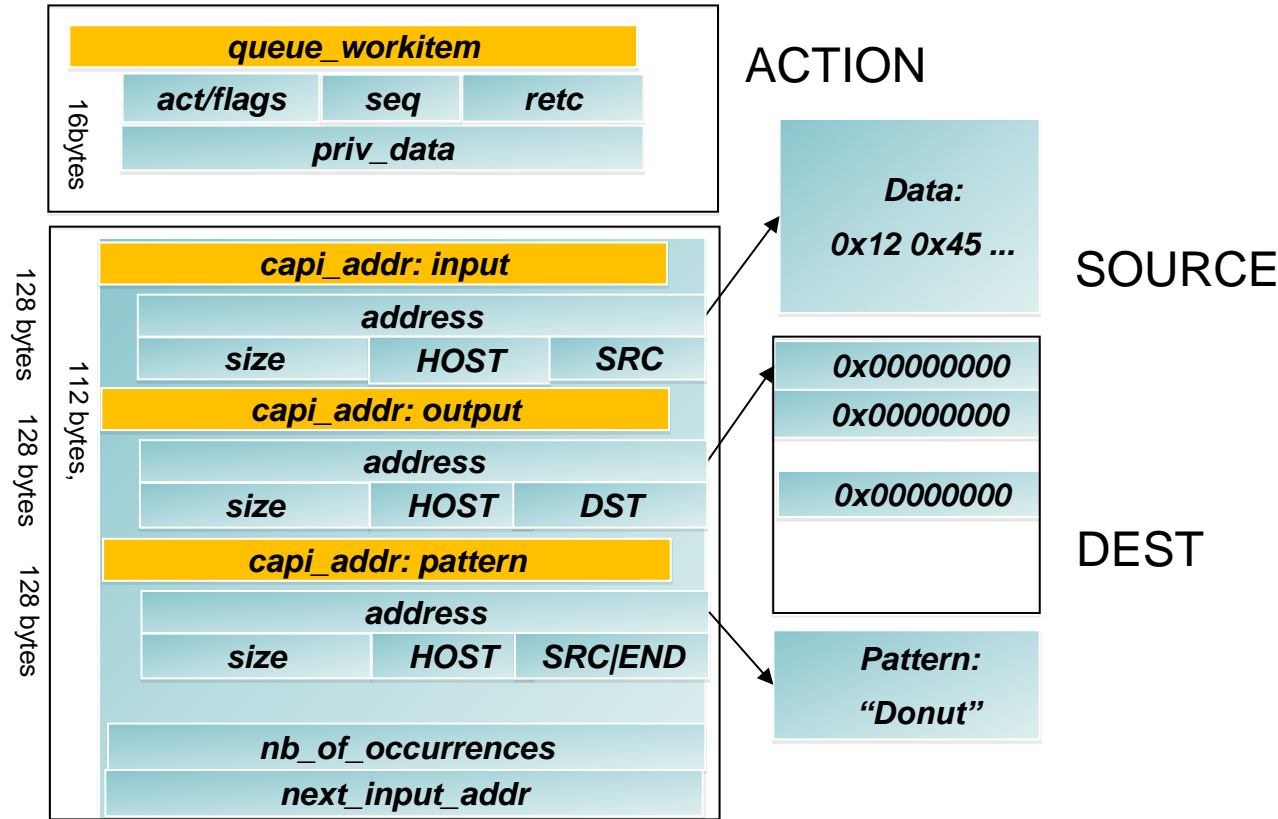 queue_workitem
ACTION
act/flags seq retc
16bytes
priv_data
Data:
0x12 0x45 ...
SOURCE
capi_addr: input
128 bytes
address
size HOST SRC
112 bytes,
0x00000000
capi_addr: output
0x00000000
128 bytes
address
size HOST DST
0x00000000
DEST
capi_addr: pattern
128 bytes
address
size HOST SRC|END
Pattern:
“Donut”
nb_of_occurrences
next_input_addr